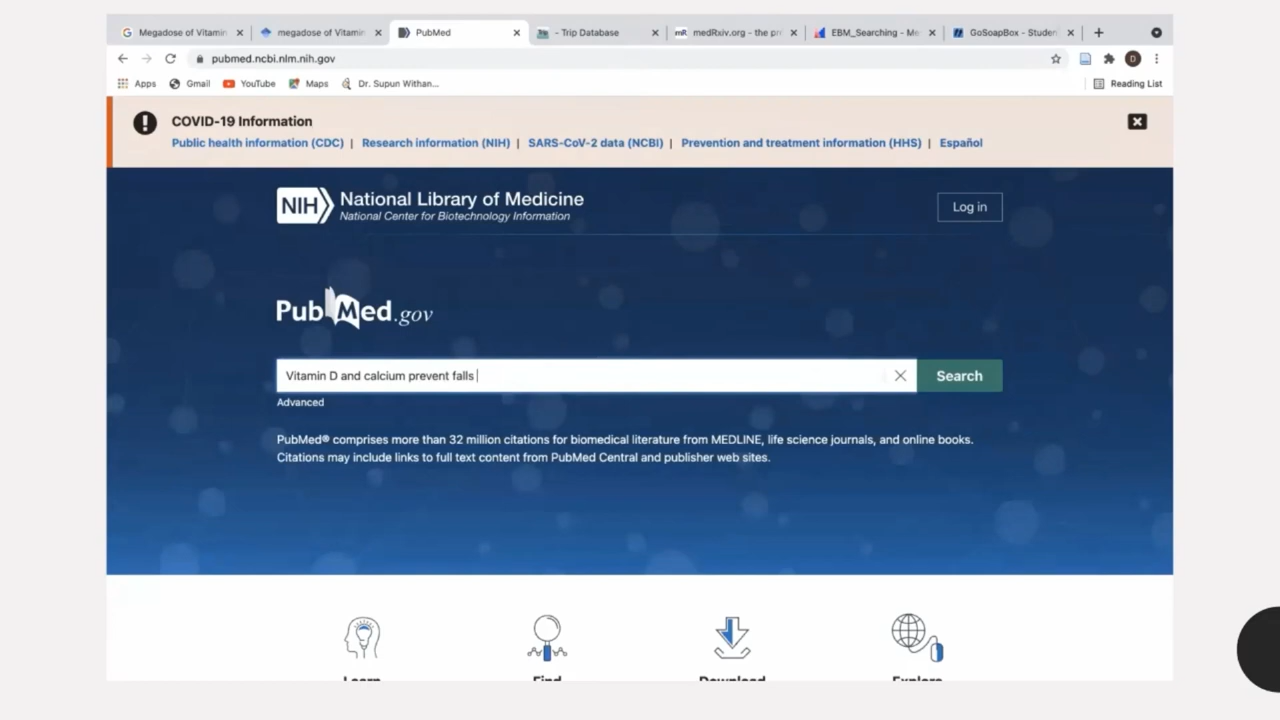 Megadose of Vitamin
megadose of Vitamin
PubMed
- Trip Database
medRxiv.org - the pr
EBM_Searching - Me
GoSoapBox - Studen
pubmed.ncbi.nlm.nih.gov
D
Apps
Gmail
YouTube
Maps
Dr. Supun Withan...
Reading List
COVID-19 Information
Public health information (CDC) | Research information (NIH) | SARS-CoV-2 data (NCBI) | Prevention and treatment information (HHS) | Español
NIH National Library of Medicine
National Center for Biotechnology Information
Log in
PubMed.gov
Vitamin D and calcium prevent falls
Search
Advanced
PubMed® comprises more than 32 million citations for biomedical literature from MEDLINE, life science journals, and online books.
Citations may include links to full text content from PubMed Central and publisher web sites.
Learn
Find
Download
Explore